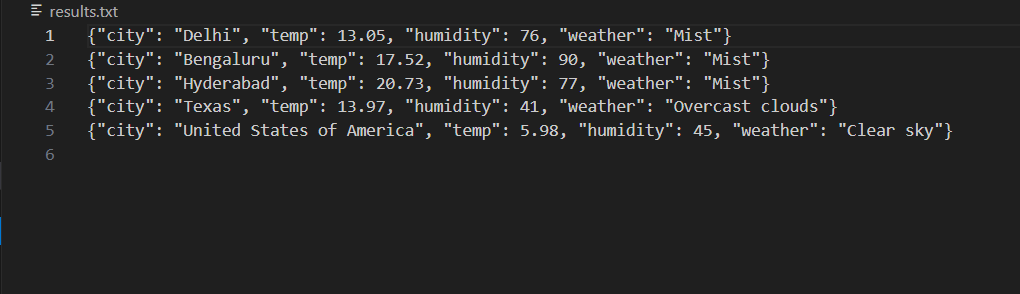 results.txt
1 {"city": "Delhi", "temp": 13.05, "humidity": 76, "weather": "Mist"}
2 {"city": "Bengaluru", "temp": 17.52, "humidity": 90, "weather": "Mist"}
3 {"city": "Hyderabad", "temp": 20.73, "humidity": 77, "weather": "Mist"}
4 {"city": "Texas", "temp": 13.97, "humidity": 41, "weather": "Overcast clouds"}
5 {"city": "United States of America", "temp": 5.98, "humidity": 45, "weather": "Clear sky"}
6